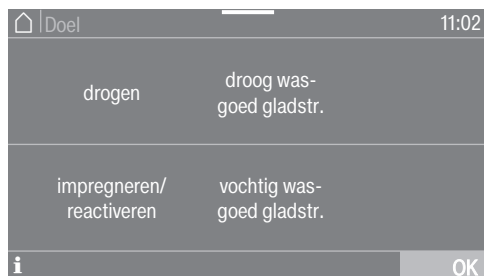 Doel
11:02
drogen
droog was-
goed gladstr.
impregneren/
reactiveren
vochtig was-
goed gladstr.
i
OK